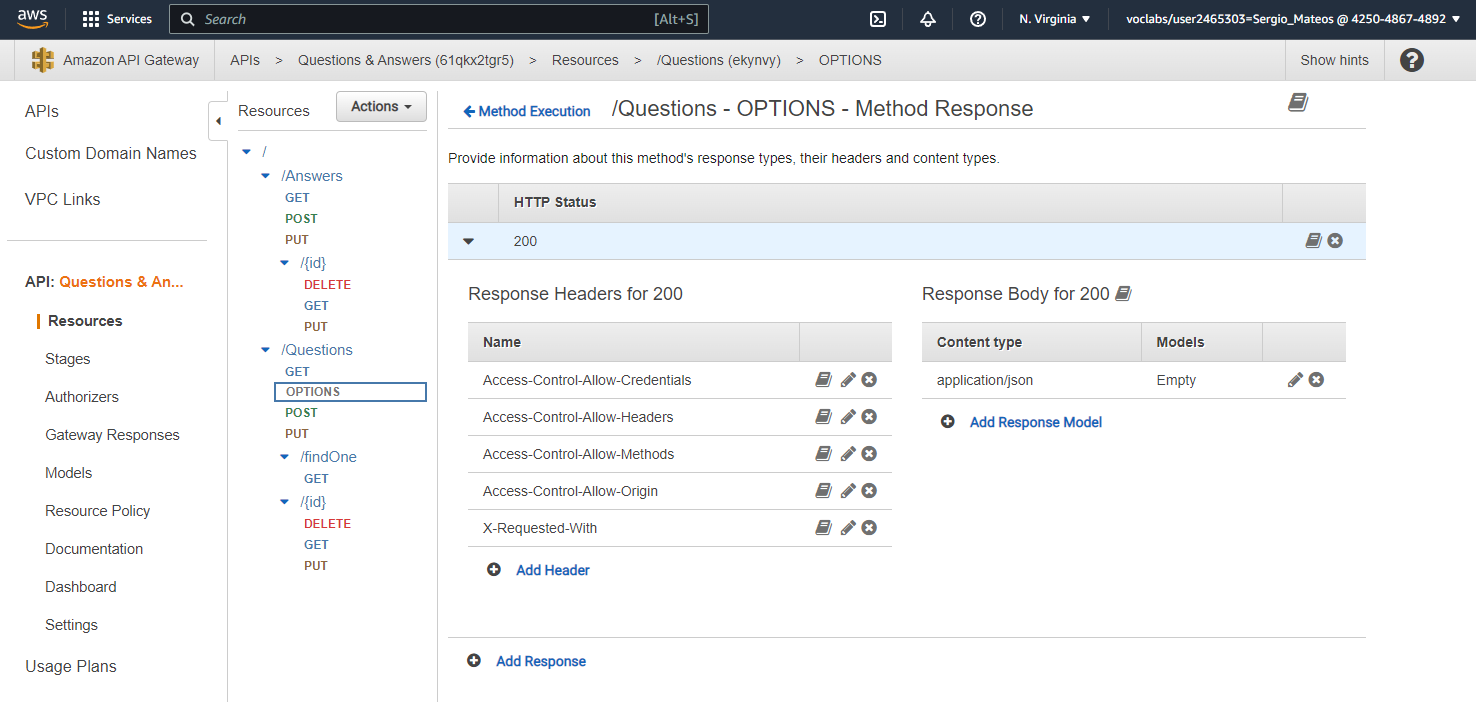 aws Services Search [Alt+S] N. Virginia voclabs/user2465303=Sergio_Mateos @ 4250-4867-4892
Amazon API Gateway APIs > Questions & Answers (61qkx2tgr5) > Resources > /Questions (ekynvy) > OPTIONS Show hints ?
APIs
Custom Domain Names
VPC Links
API: Questions & An...
Resources
Stages
Authorizers
Gateway Responses
Models
Resource Policy
Documentation
Dashboard
Settings
Usage Plans
Resources Actions
/
/Answers
GET
POST
PUT
/{id}
DELETE
GET
PUT
/Questions
GET
OPTIONS
POST
PUT
/findOne
GET
/{id}
DELETE
GET
PUT
Method Execution /Questions - OPTIONS - Method Response
Provide information about this method's response types, their headers and content types.
HTTP Status
200
Response Headers for 200
Name
Access-Control-Allow-Credentials
Access-Control-Allow-Headers
Access-Control-Allow-Methods
Access-Control-Allow-Origin
X-Requested-With
Add Header
Response Body for 200
Content type Models
application/json Empty
Add Response Model
Add Response